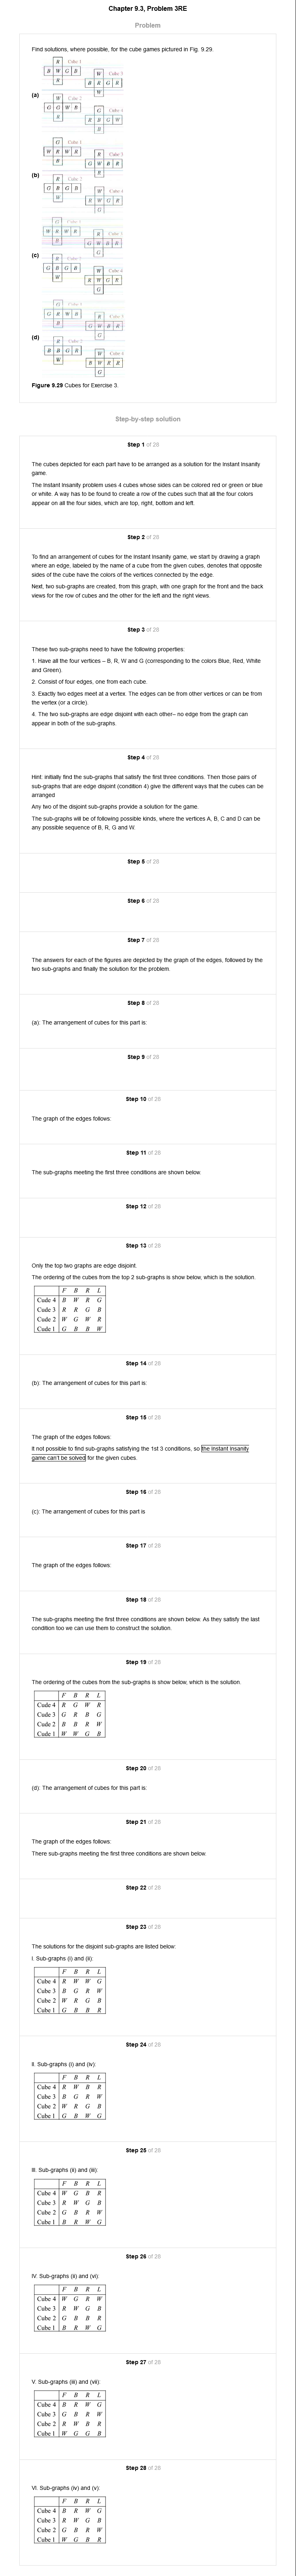 Chapter 9.3, Problem 3RE
Problem
Find solutions, where possible, for the cube games pictured in Fig. 9.29.
(a)
(b)
(c)
(d)
Figure 9.29 Cubes for Exercise 3.
Step-by-step solution
Step 1 of 28
The cubes depicted for each part have to be arranged as a solution for the Instant Insanity
game.
The Instant Insanity problem uses 4 cubes whose sides can be colored red or green or blue
or white. A way has to be found to create a row of the cubes such that all the four colors
appear on all the four sides, which are top, right, bottom and left.
Step 2 of 28
To find an arrangement of cubes for the Instant Insanity game, we start by drawing a graph
where an edge, labeled by the name of a cube from the given cubes, denotes that opposite
sides of the cube have the colors of the vertices connected by the edge.
Next, two sub-graphs are created, from this graph, with one graph for the front and the back
views for the row of cubes and the other for the left and the right views.
Step 3 of 28
These two sub-graphs need to have the following properties:
1. Have all the four vertices – B, R, W and G (corresponding to the colors Blue, Red, White
and Green).
2. Consist of four edges, one from each cube.
3. Exactly two edges meet at a vertex. The edges can be from other vertices or can be from
the vertex (or a circle).
4. The two sub-graphs are edge disjoint with each other– no edge from the graph can
appear in both of the sub-graphs.
Step 4 of 28
Hint: initially find the sub-graphs that satisfy the first three conditions. Then those pairs of
sub-graphs that are edge disjoint (condition 4) give the different ways that the cubes can be
arranged
Any two of the disjoint sub-graphs provide a solution for the game.
The sub-graphs will be of following possible kinds, where the vertices A, B, C and D can be
any possible sequence of B, R, G and W.
Step 5 of 28
Step 6 of 28
Step 7 of 28
The answers for each of the figures are depicted by the graph of the edges, followed by the
two sub-graphs and finally the solution for the problem.
Step 8 of 28
(a): The arrangement of cubes for this part is:
Step 9 of 28
Step 10 of 28
The graph of the edges follows:
Step 11 of 28
The sub-graphs meeting the first three conditions are shown below.
Step 12 of 28
Step 13 of 28
Only the top two graphs are edge disjoint.
The ordering of the cubes from the top 2 sub-graphs is show below, which is the solution.
F B R L
Cude 4 B W R G
Cude 3 R R G B
Cude 2 W G W R
Cude 1 G B B W
Step 14 of 28
(b): The arrangement of cubes for this part is:
Step 15 of 28
The graph of the edges follows:
It not possible to find sub-graphs satisfying the 1st 3 conditions, so the Instant Insanity
game can't be solved for the given cubes.
Step 16 of 28
(c): The arrangement of cubes for this part is
Step 17 of 28
The graph of the edges follows:
Step 18 of 28
The sub-graphs meeting the first three conditions are shown below. As they satisfy the last
condition too we can use them to construct the solution.
Step 19 of 28
The ordering of the cubes from the sub-graphs is show below, which is the solution.
F B R L
Cude 4 R G W R
Cude 3 G R B G
Cude 2 B B R W
Cude 1 W W G B
Step 20 of 28
(d): The arrangement of cubes for this part is:
Step 21 of 28
The graph of the edges follows:
There sub-graphs meeting the first three conditions are shown below.
Step 22 of 28
Step 23 of 28
The solutions for the disjoint sub-graphs are listed below:
I. Sub-graphs (i) and (ii):
F B R L
Cube 4 R W W G
Cube 3 B G R W
Cube 2 W R G B
Cube 1 G B B R
Step 24 of 28
II. Sub-graphs (i) and (iv):
F B R L
Cube 4 R W B R
Cube 3 B G R W
Cube 2 W R G B
Cube 1 G B W G
Step 25 of 28
III. Sub-graphs (ii) and (iii):
F B R L
Cube 4 W G B R
Cube 3 R W G B
Cube 2 G B R W
Cube 1 B R W G
Step 26 of 28
IV. Sub-graphs (ii) and (vi):
F B R L
Cube 4 W G R W
Cube 3 R W G B
Cube 2 G B B R
Cube 1 B R W G
Step 27 of 28
V. Sub-graphs (iii) and (vii):
F B R L
Cube 4 B R W G
Cube 3 G B R W
Cube 2 R W B R
Cube 1 W G G B
Step 28 of 28
VI. Sub-graphs (iv) and (v):
F B R L
Cube 4 B R W G
Cube 3 R W G B
Cube 2 G B R W
Cube 1 W G B R